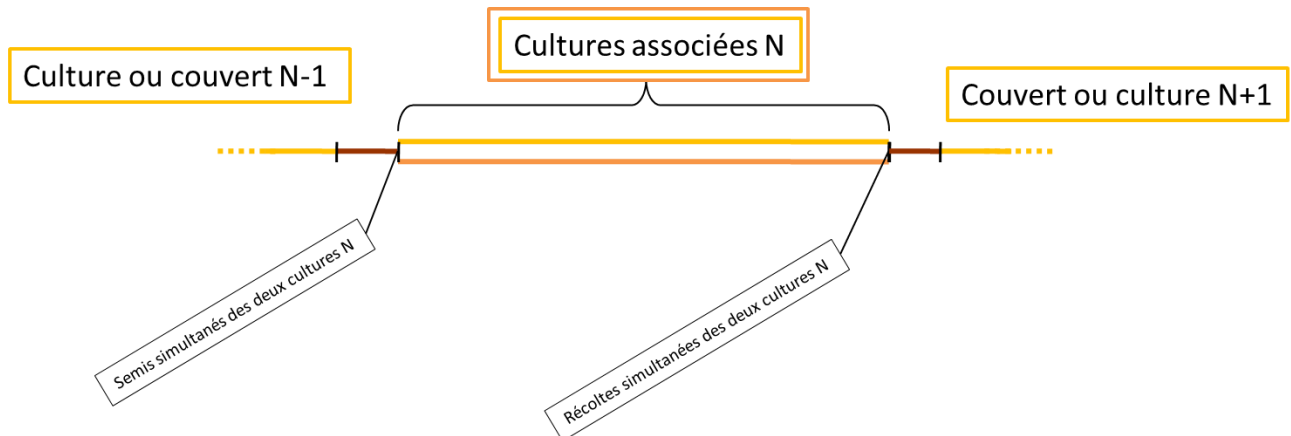 Cultures associées N
Culture ou couvert N-1
Couvert ou culture N+1
Semis simultanés des deux cultures N
Récoltes simultanées des deux cultures N